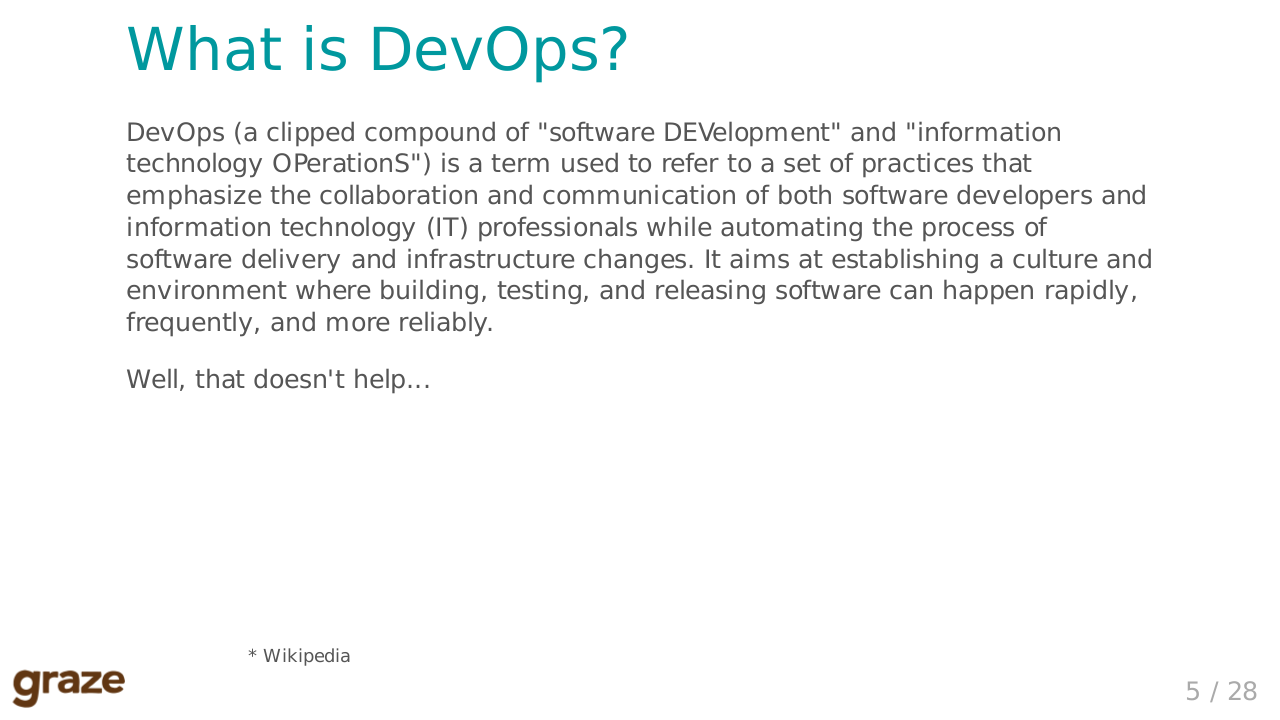 What is DevOps?
DevOps (a clipped compound of "software DEVelopment" and "information
technology OPerationS") is a term used to refer to a set of practices that
emphasize the collaboration and communication of both software developers and
information technology (IT) professionals while automating the process of
software delivery and infrastructure changes. It aims at establishing a culture and
environment where building, testing, and releasing software can happen rapidly,
frequently, and more reliably.
Well, that doesn't help...
* Wikipedia
graze
5 / 28